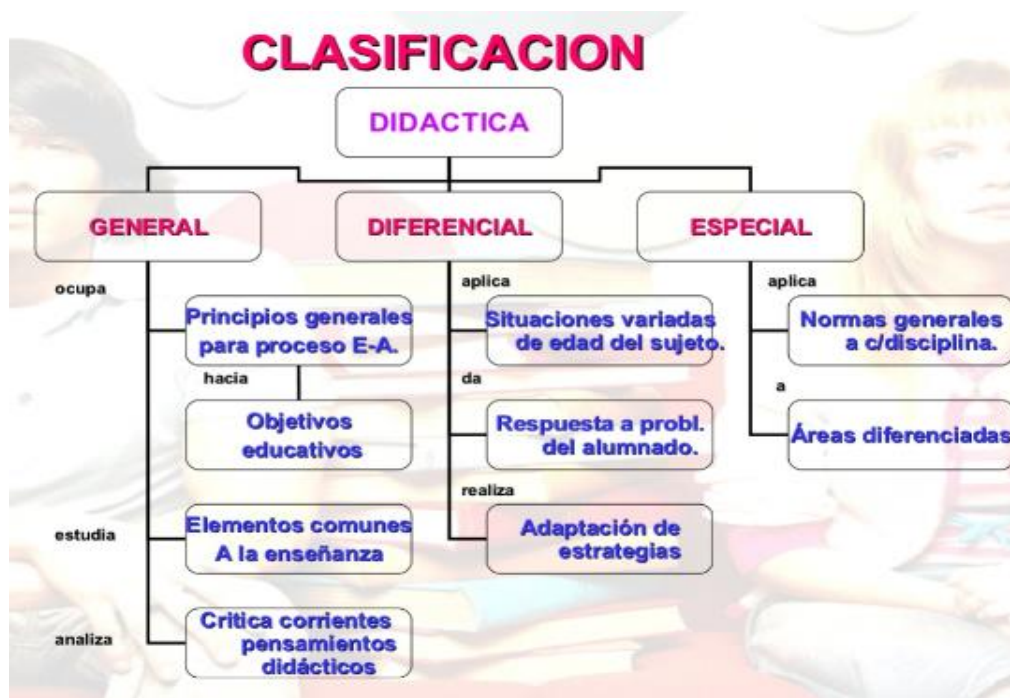 CLASIFICACION
DIDACTICA
GENERAL
DIFERENCIAL
ESPECIAL
ocupa
Principios generales
para proceso E-A.
hacia
Objetivos
educativos
estudia
Elementos comunes
A la enseñanza
analiza
Critica corrientes
pensamientos
didácticos
aplica
Situaciones variadas
de edad del sujeto.
da
Respuesta a probl.
del alumnado.
realiza
Adaptación de
estrategias
aplica
Normas generales
a c/disciplina.
a
Áreas diferenciadas